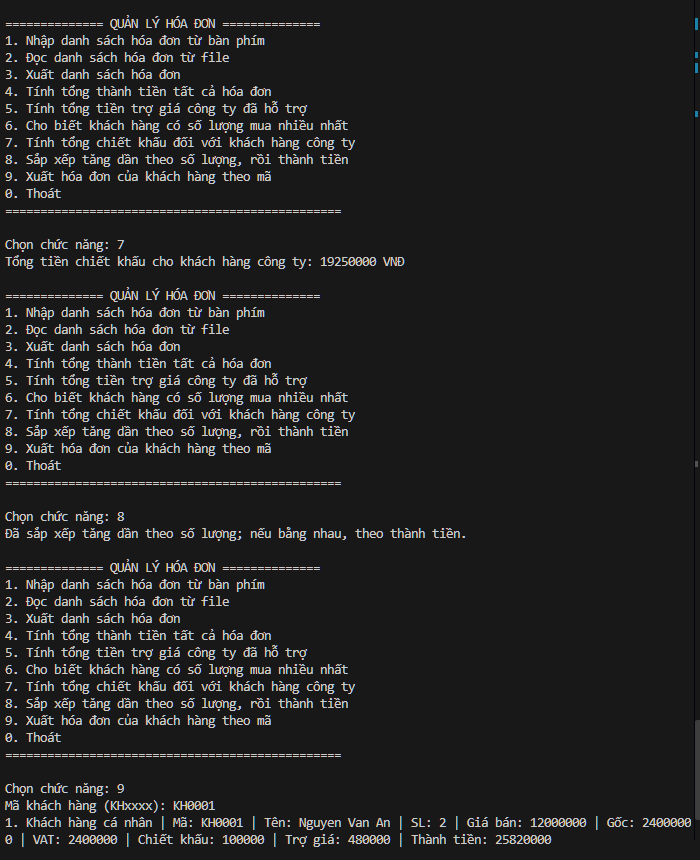 ============== QUẢN LÝ HÓA ĐƠN ==============
1. Nhập danh sách hóa đơn từ bàn phím
2. Đọc danh sách hóa đơn từ file
3. Xuất danh sách hóa đơn
4. Tính tổng thành tiền tất cả hóa đơn
5. Tính tổng tiền trợ giá công ty đã hỗ trợ
6. Cho biết khách hàng có số lượng mua nhiều nhất
7. Tính tổng chiết khấu đối với khách hàng công ty
8. Sắp xếp tăng dần theo số lượng, rồi thành tiền
9. Xuất hóa đơn của khách hàng theo mã
0. Thoát
================================================
Chọn chức năng: 7
Tổng tiền chiết khấu cho khách hàng công ty: 19250000 VNĐ
============== QUẢN LÝ HÓA ĐƠN ==============
1. Nhập danh sách hóa đơn từ bàn phím
2. Đọc danh sách hóa đơn từ file
3. Xuất danh sách hóa đơn
4. Tính tổng thành tiền tất cả hóa đơn
5. Tính tổng tiền trợ giá công ty đã hỗ trợ
6. Cho biết khách hàng có số lượng mua nhiều nhất
7. Tính tổng chiết khấu đối với khách hàng công ty
8. Sắp xếp tăng dần theo số lượng, rồi thành tiền
9. Xuất hóa đơn của khách hàng theo mã
0. Thoát
================================================
Chọn chức năng: 8
Đã sắp xếp tăng dần theo số lượng; nếu bằng nhau, theo thành tiền.
============== QUẢN LÝ HÓA ĐƠN ==============
1. Nhập danh sách hóa đơn từ bàn phím
2. Đọc danh sách hóa đơn từ file
3. Xuất danh sách hóa đơn
4. Tính tổng thành tiền tất cả hóa đơn
5. Tính tổng tiền trợ giá công ty đã hỗ trợ
6. Cho biết khách hàng có số lượng mua nhiều nhất
7. Tính tổng chiết khấu đối với khách hàng công ty
8. Sắp xếp tăng dần theo số lượng, rồi thành tiền
9. Xuất hóa đơn của khách hàng theo mã
0. Thoát
================================================
Chọn chức năng: 9
Mã khách hàng (KHxxxx): KH0001
1. Khách hàng cá nhân | Mã: KH0001 | Tên: Nguyen Van An | SL: 2 | Giá bán: 12000000 | Gốc: 2400000
0 | VAT: 2400000 | Chiết khấu: 100000 | Trợ giá: 480000 | Thành tiền: 25820000